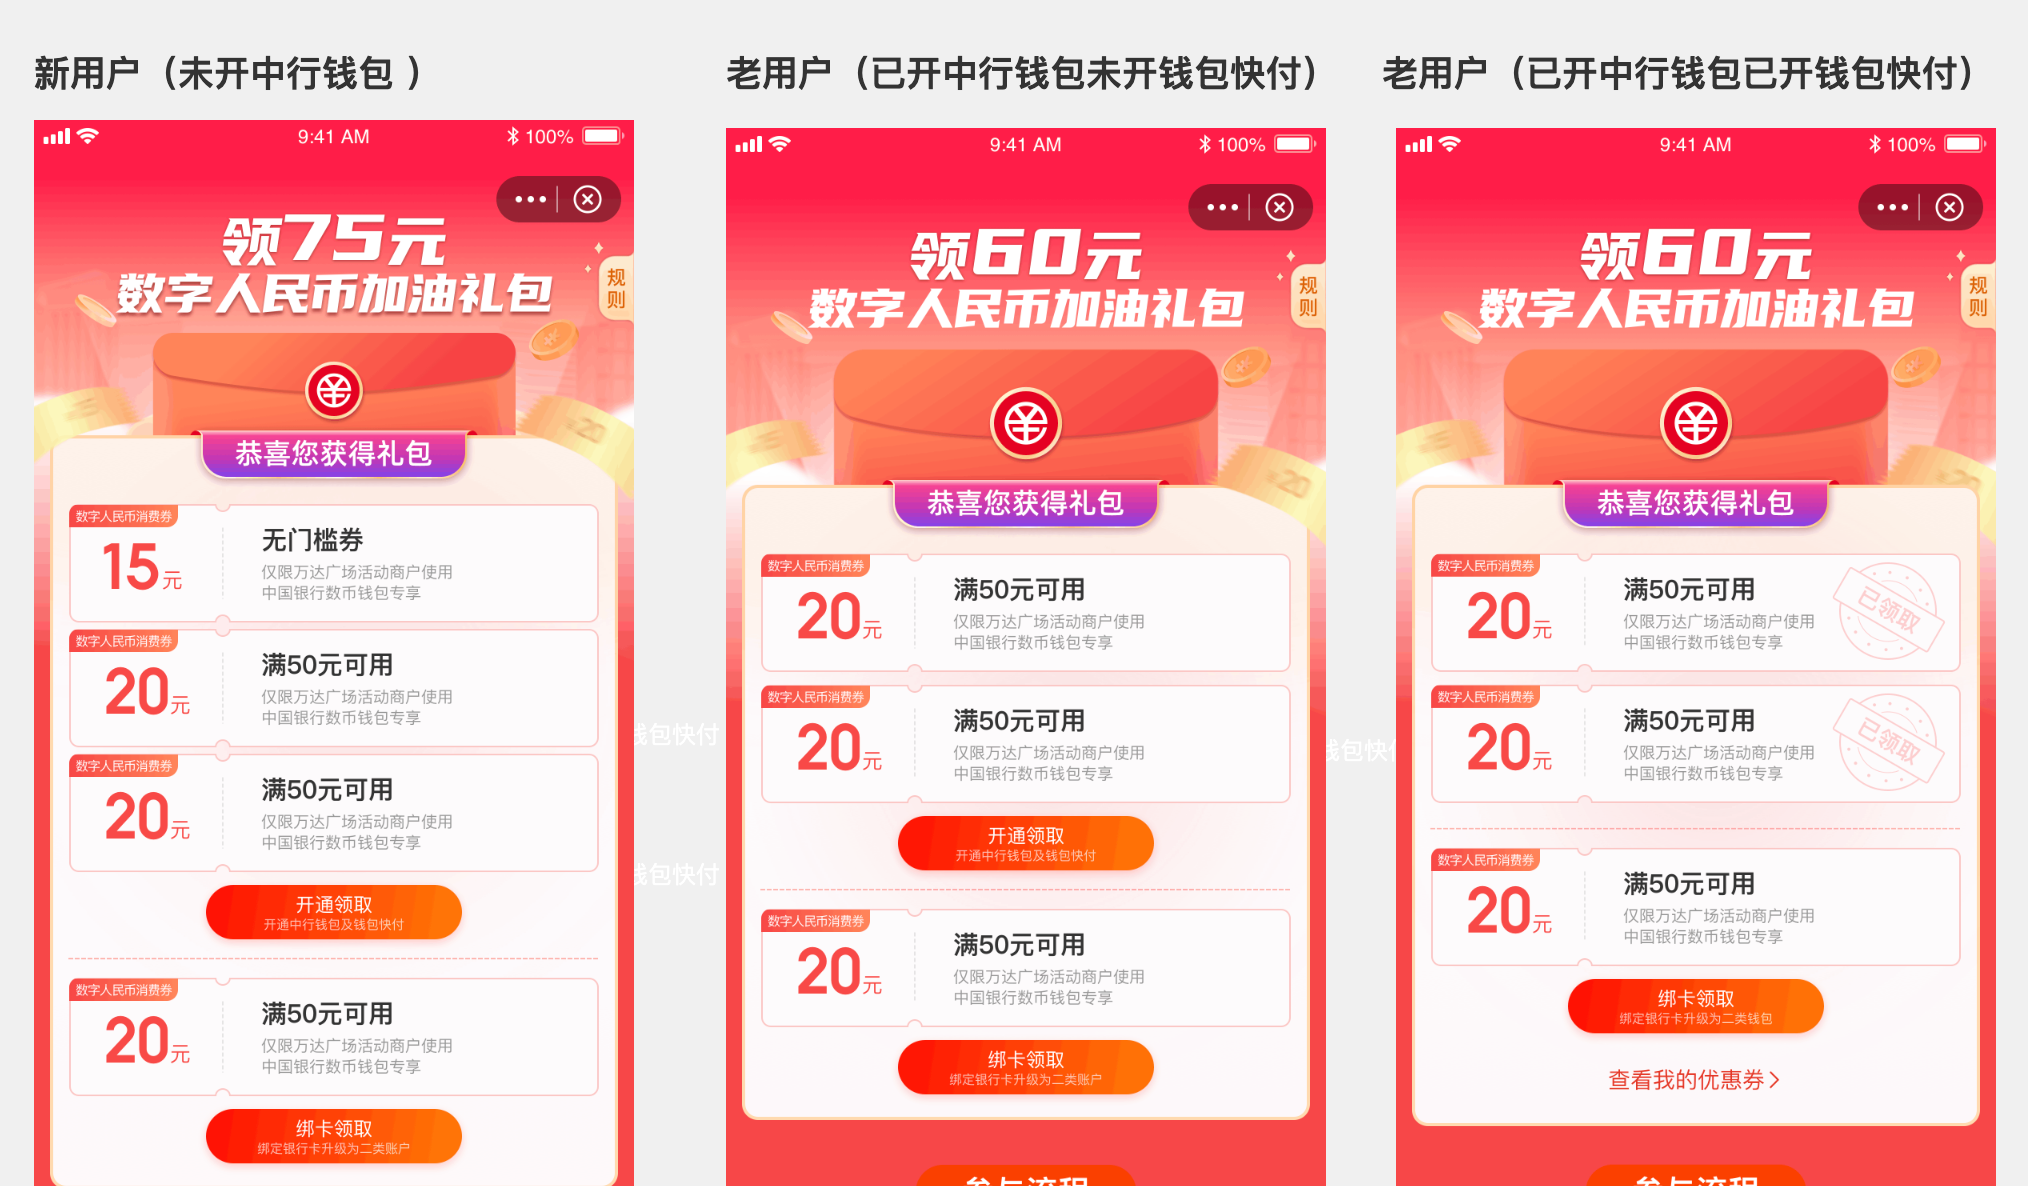 新用户（未开中行钱包 ）
9:41 AM
100%
领75元
数字人民币加油礼包
规则
恭喜您获得礼包
数字人民币消费券
15元
无门槛券
仅限万达广场活动商户使用
中国银行数币钱包专享
数字人民币消费券
20元
满50元可用
仅限万达广场活动商户使用
中国银行数币钱包专享
数字人民币消费券
20元
满50元可用
仅限万达广场活动商户使用
中国银行数币钱包专享
开通领取
开通中行钱包及钱包快付
数字人民币消费券
20元
满50元可用
仅限万达广场活动商户使用
中国银行数币钱包专享
绑卡领取
绑定银行卡升级为二类账户
钱包快付
钱包快付
老用户（已开中行钱包未开钱包快付）
9:41 AM
100%
领60元
数字人民币加油礼包
规则
20
恭喜您获得礼包
数字人民币消费券
20元
满50元可用
仅限万达广场活动商户使用
中国银行数币钱包专享
数字人民币消费券
20元
满50元可用
仅限万达广场活动商户使用
中国银行数币钱包专享
开通领取
开通中行钱包及钱包快付
数字人民币消费券
20元
满50元可用
仅限万达广场活动商户使用
中国银行数币钱包专享
绑卡领取
绑定银行卡升级为二类账户
参与流程
钱包快付
老用户（已开中行钱包已开钱包快付）
9:41 AM
100%
领60元
数字人民币加油礼包
规则
20
恭喜您获得礼包
数字人民币消费券
20元
满50元可用
仅限万达广场活动商户使用
中国银行数币钱包专享
已领取
数字人民币消费券
20元
满50元可用
仅限万达广场活动商户使用
中国银行数币钱包专享
已领取
数字人民币消费券
20元
满50元可用
仅限万达广场活动商户使用
中国银行数币钱包专享
绑卡领取
绑定银行卡升级为二类钱包
查看我的优惠券
参与流程